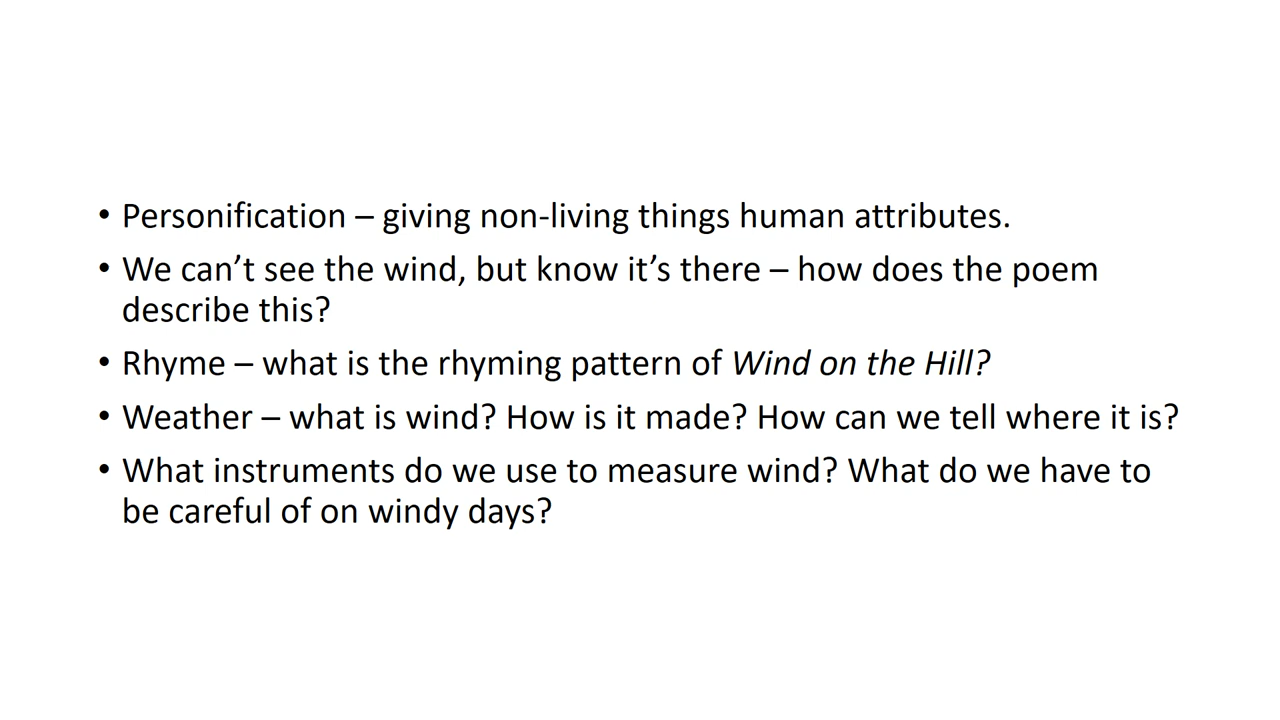 • Personification – giving non-living things human attributes.
• We can’t see the wind, but know it’s there – how does the poem
describe this?
• Rhyme – what is the rhyming pattern of Wind on the Hill?
• Weather – what is wind? How is it made? How can we tell where it is?
• What instruments do we use to measure wind? What do we have to
be careful of on windy days?